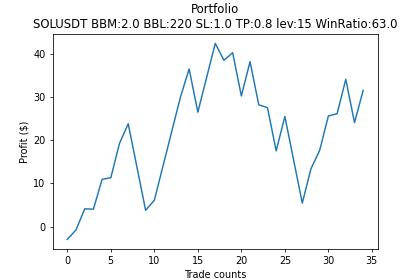 Portfolio
SOLUSDT BBM:2.0 BBL:220 SL:1.0 TP:0.8 lev:15 WinRatio:63.0
40
30
20
10
0
Profit ($)
0 5 10 15 20 25 30 35
Trade counts